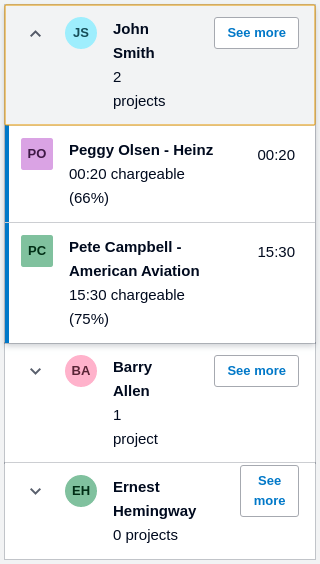 JS
John
Smith
2
projects
See more
PO
Peggy Olsen - Heinz
00:20 chargeable
(66%)
00:20
PC
Pete Campbell -
American Aviation
15:30 chargeable
(75%)
15:30
BA
Barry
Allen
1
project
See more
EH
Ernest
Hemingway
0 projects
See
more